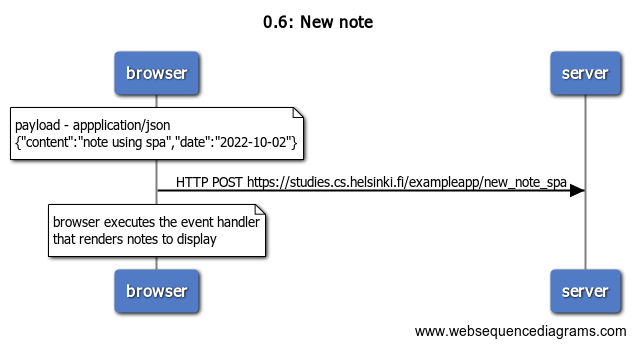 0.6: New note
browser
server
payload - appplication/json
{"content":"note using spa","date":"2022-10-02"}
HTTP POST https://studies.cs.helsinki.fi/exampleapp/new_note_spa
browser executes the event handler
that renders notes to display
browser
server
www.websequencediagrams.com